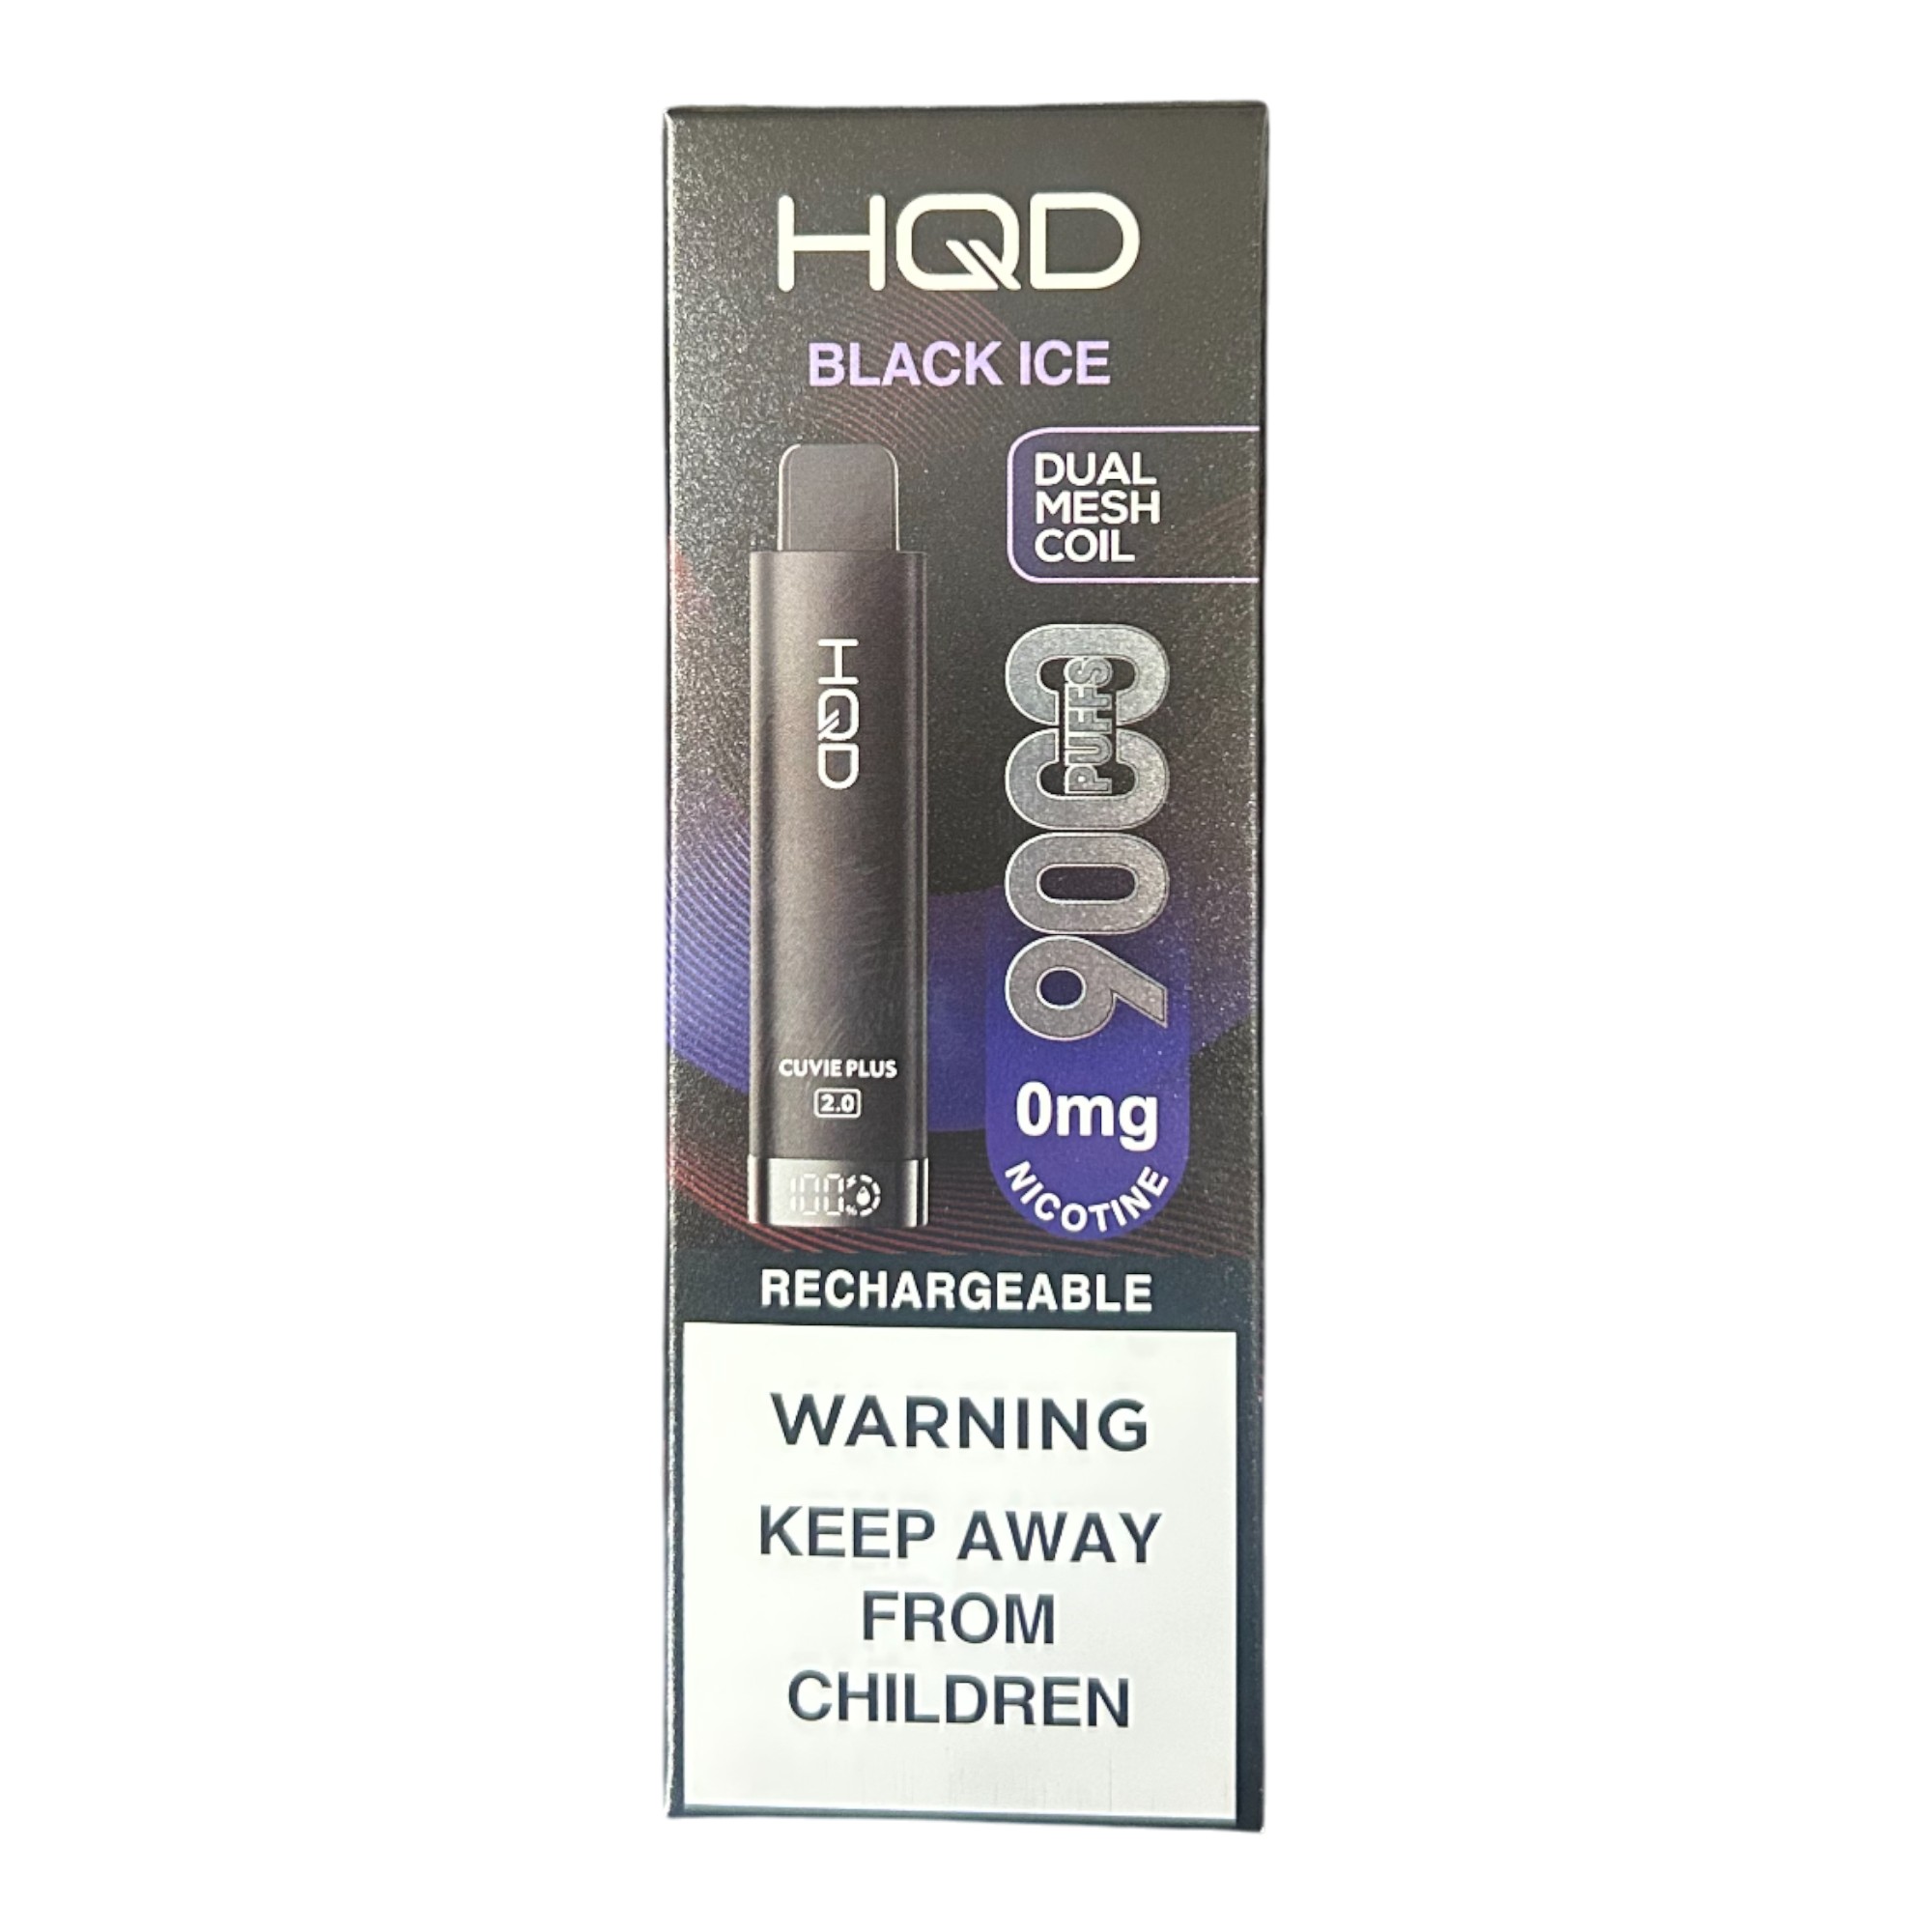 HQD
BLACK ICE
DUAL
MESH
COIL
HQD
9000
PUFFS
CUVIE PLUS
2.0
0mg
NICOTINE
100%
RECHARGEABLE
WARNING
KEEP AWAY
FROM
CHILDREN